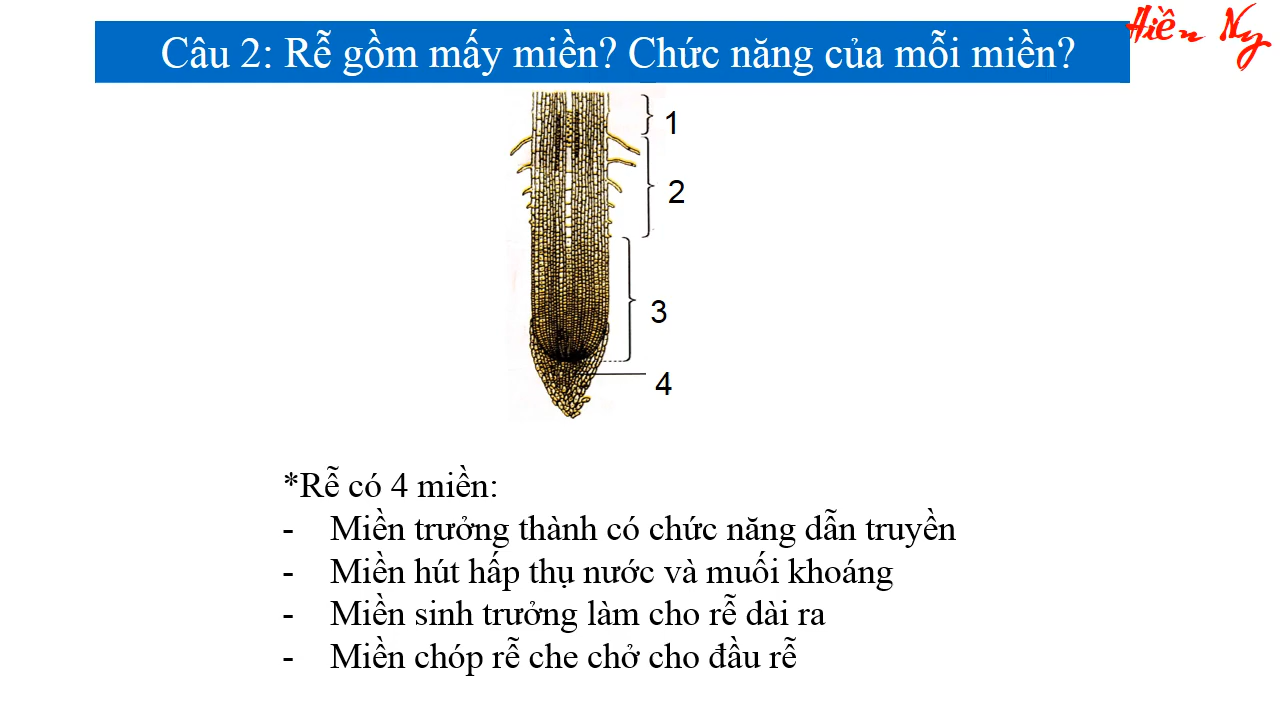 Hiền Ny
Câu 2: Rễ gồm mấy miền? Chức năng của mỗi miền?
1
2
3
4
*Rễ có 4 miền:
- Miền trưởng thành có chức năng dẫn truyền
- Miền hút hấp thụ nước và muối khoáng
- Miền sinh trưởng làm cho rễ dài ra
- Miền chóp rễ che chở cho đầu rễ